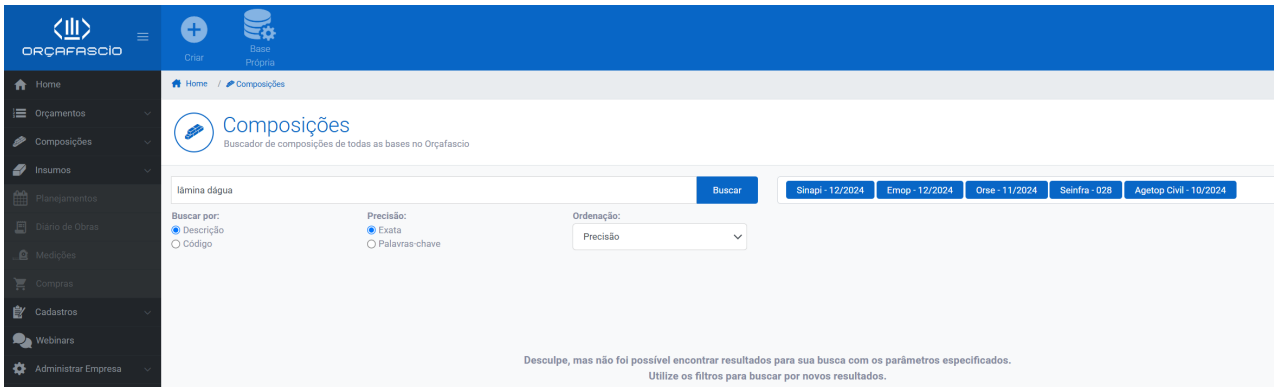 ORÇAFASCIO
Criar
Base
Própria
Home
Orçamentos
Composições
Insumos
Planejamentos
Diário de Obras
Medições
Compras
Cadastros
Webinars
Administrar Empresa
Home / Composições
Composições
Buscador de composições de todas as bases no Orçafascio
lâmina dágua
Buscar
Sinapi - 12/2024 Emop - 12/2024 Orse - 11/2024 Seinfra - 028 Agetop Civil - 10/2024
Buscar por: Precisão: Ordenação:
Descrição Exata Precisão
Código Palavras-chave
Desculpe, mas não foi possível encontrar resultados para sua busca com os parâmetros especificados.
Utilize os filtros para buscar por novos resultados.